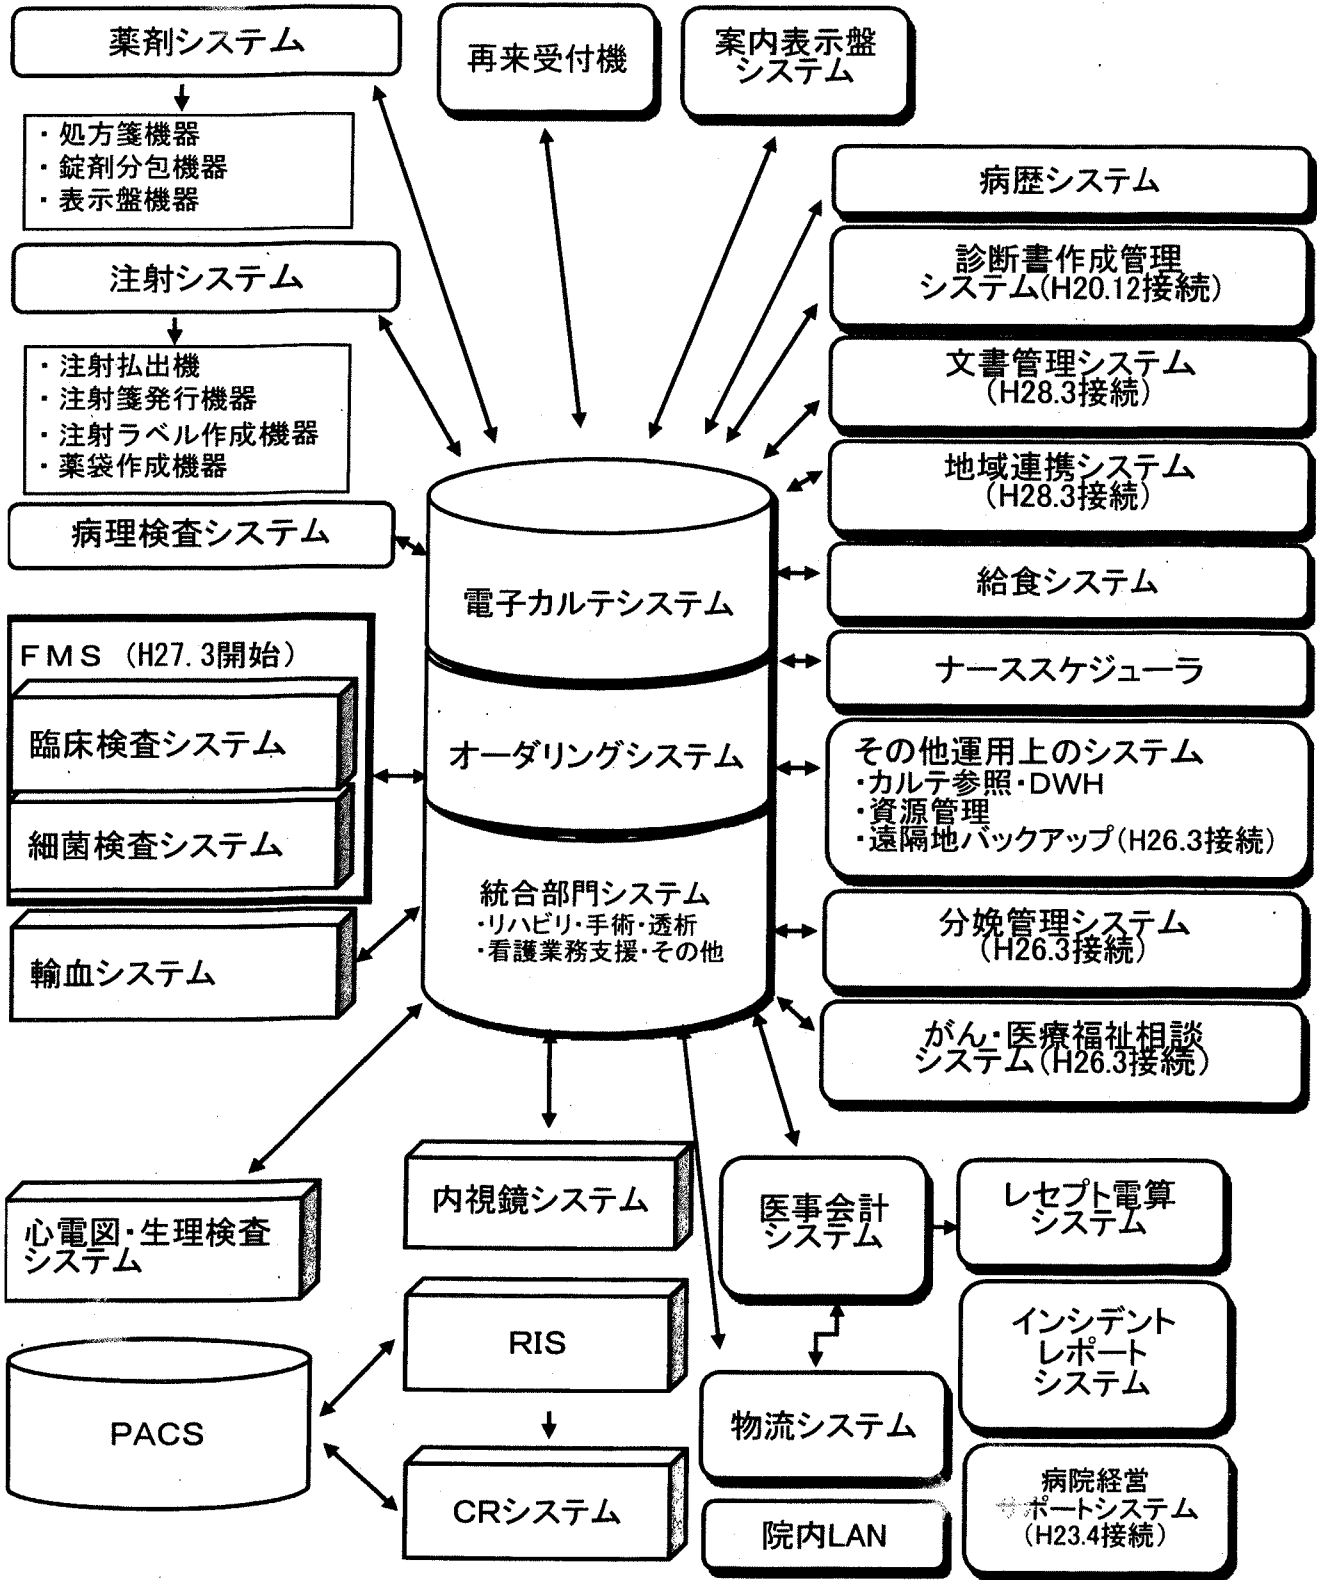 薬剤システム
・処方箋機器
・錠剤分包機器
・表示盤機器
注射システム
・注射払出機
・注射箋発行機器
・注射ラベル作成機器
・薬袋作成機器
病理検査システム
FMS (H27.3開始)
臨床検査システム
細菌検査システム
輸血システム
心電図・生理検査
システム
PACS
再来受付機
案内表示盤
システム
電子カルテシステム
オーダリングシステム
統合部門システム
・リハビリ・手術・透析
・看護業務支援・その他
内視鏡システム
RIS
CRシステム
病歴システム
診断書作成管理
システム(H20.12接続)
文書管理システム
(H28.3接続)
地域連携システム
(H28.3接続)
給食システム
ナーススケジューラ
その他運用上のシステム
・カルテ参照・DWH
・資源管理
・遠隔地バックアップ(H26.3接続)
分娩管理システム
(H26.3接続)
がん・医療福祉相談
システム(H26.3接続)
医事会計
システム
レセプト電算
システム
インシデント
レポート
システム
物流システム
院内LAN
病院経営
サポートシステム
(H23.4接続)